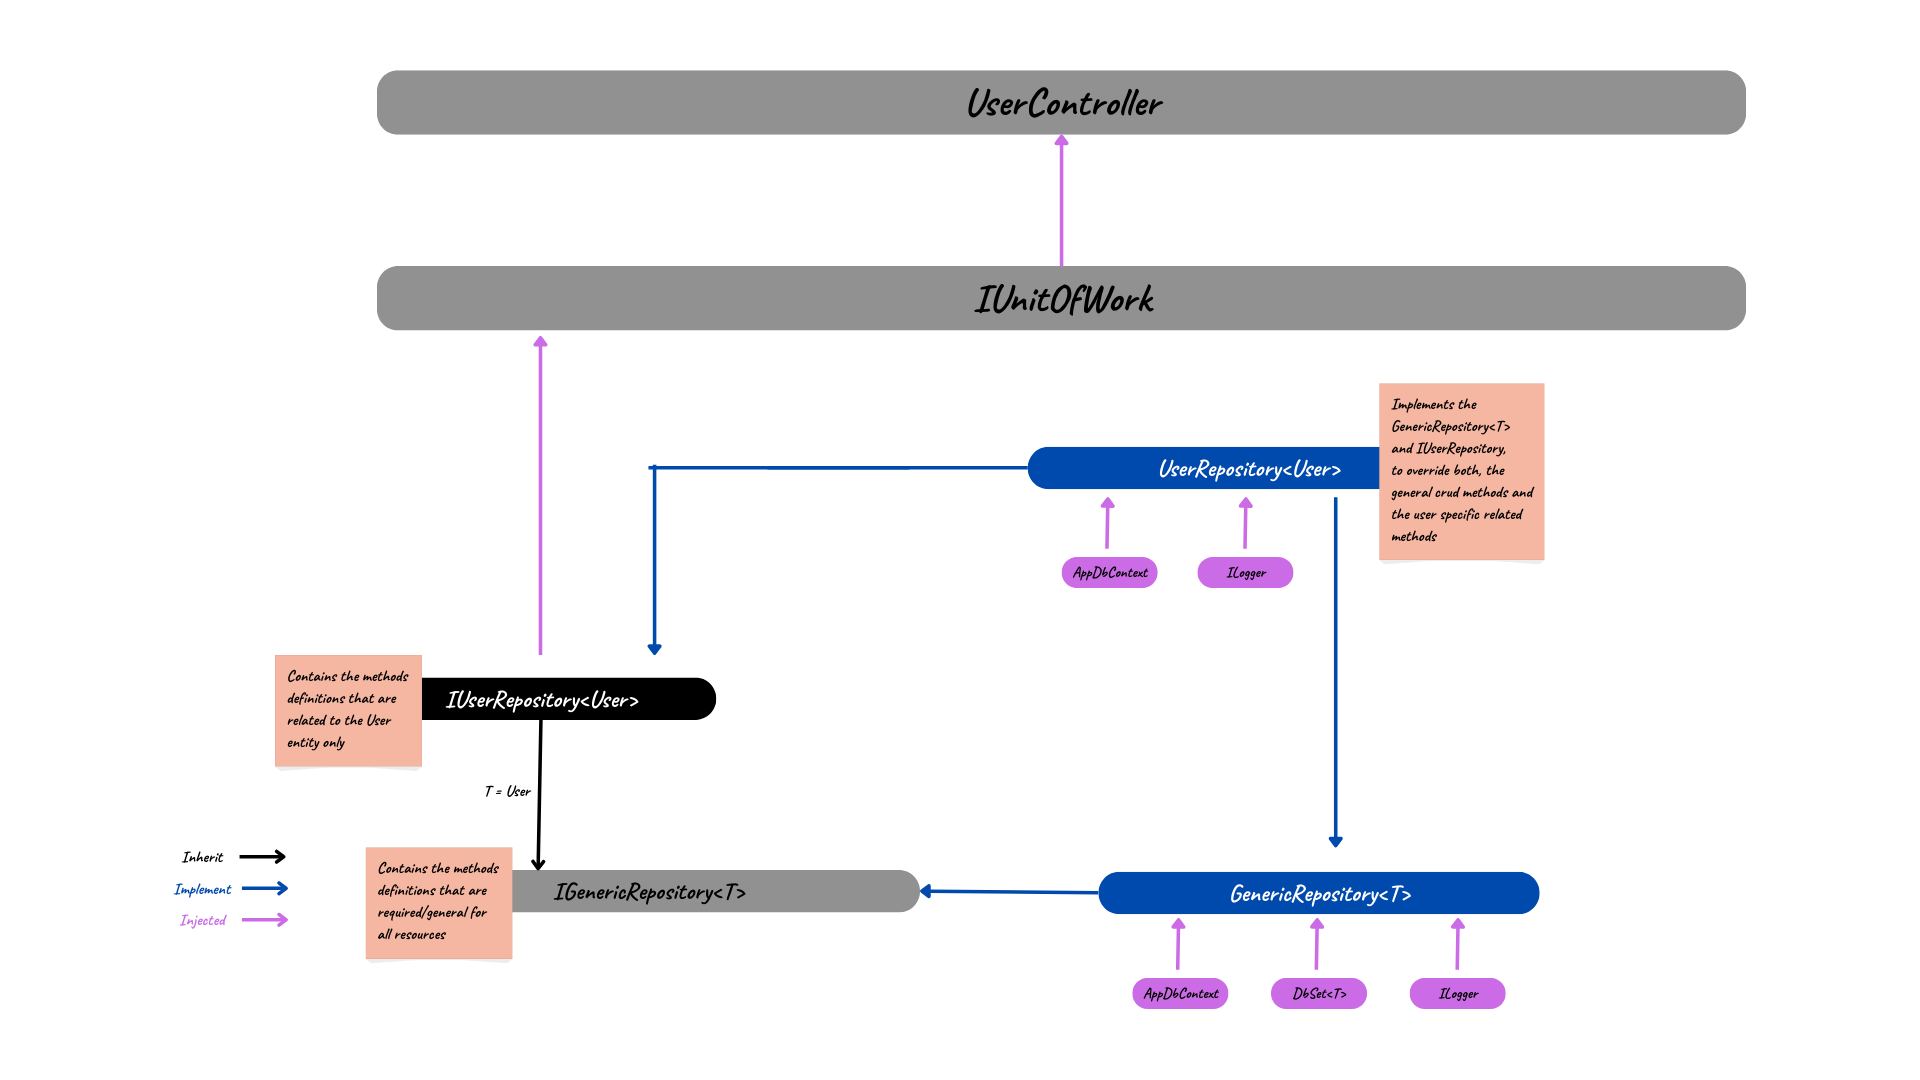 UserController
IUnitOfWork
Implements the
GenericRepository<T>
and IUserRepository,
to override both, the
general crud methods and
the user specific related
methods
UserRepository<User>
AppDbContext
ILogger
Contains the methods
definitions that are
related to the User
entity only
IUserRepository<User>
T = User
Inherit
Implement
Injected
Contains the methods
definitions that are
required/general for
all resources
IGenericRepository<T>
GenericRepository<T>
AppDbContext
DbSet<T>
ILogger